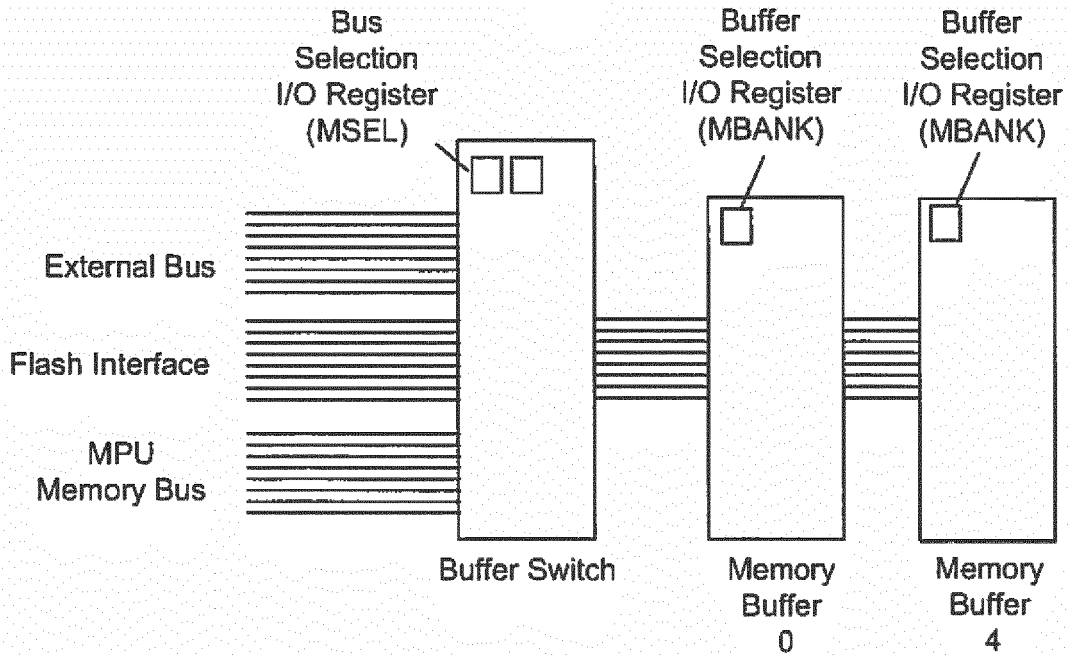 Bus
Selection
I/O Register
(MSEL)
Buffer
Selection
I/O Register
(MBANK)
Buffer
Selection
I/O Register
(MBANK)
External Bus
Flash Interface
MPU
Memory Bus
Buffer Switch
Memory
Buffer
0
Memory
Buffer
4